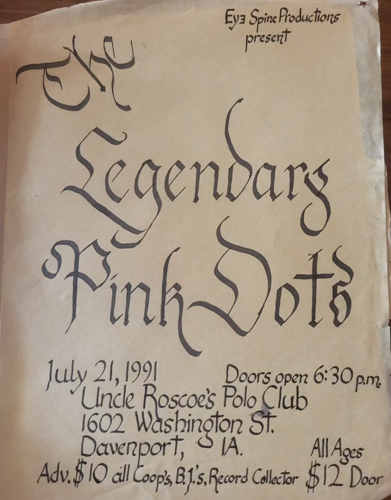 Eye Spine Productions
present
The
Legendary
Pink Dots
July 21, 1991 Doors open 6:30 p.m.
Uncle Roscoe's Polo Club
1602 Washington St.
Davenport, IA. All Ages
Adv. $10 all Coop's, B.J.'s, Record Collector $12 Door